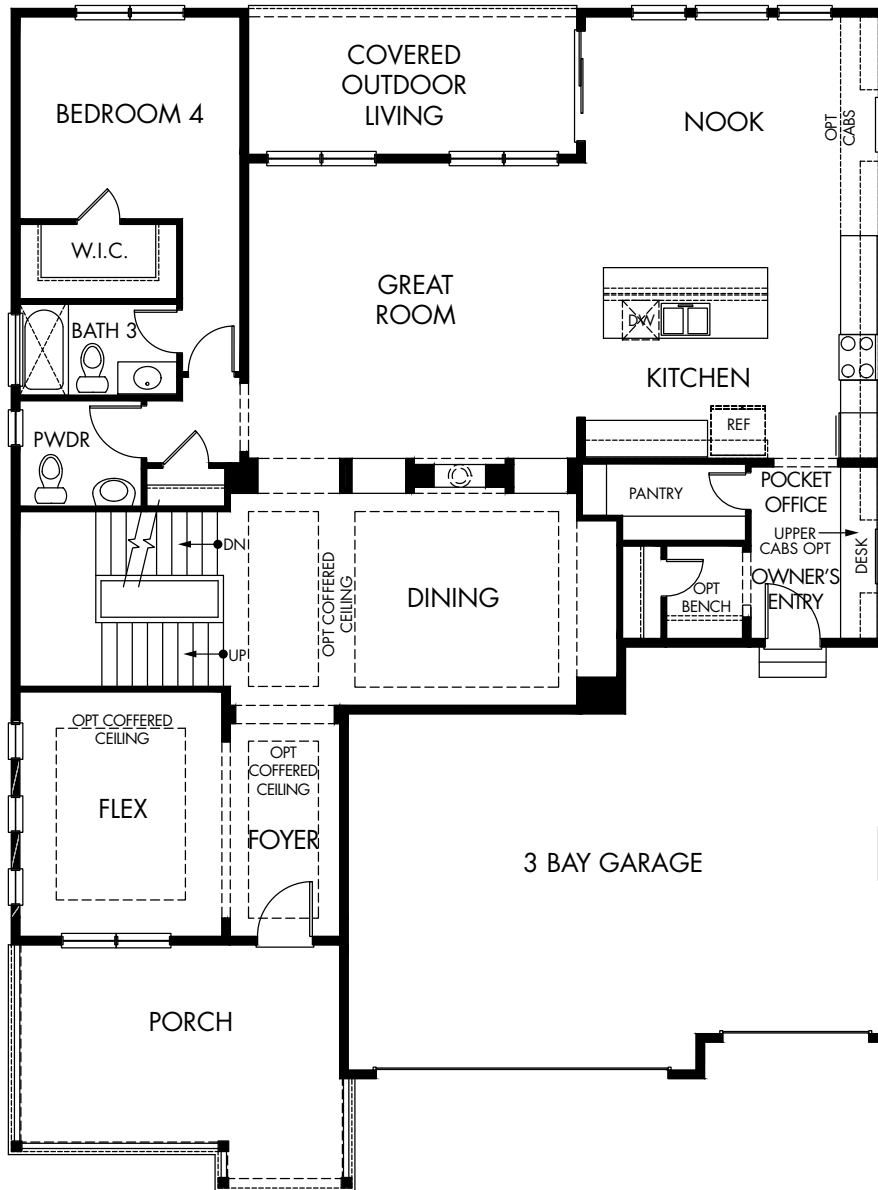 COVERED
OUTDOOR
LIVING
BEDROOM 4
NOOK
OPT
CABS
W.I.C.
GREAT
ROOM
BATH 3
DW
KITCHEN
REF
PWDR
PANTRY
POCKET
OFFICE
UPPER
CABS OPT
DESK
DN
OPT COFFERED
CEILING
DINING
OPT
BENCH
OWNER'S
ENTRY
UP
OPT COFFERED
CEILING
OPT
COFFERED
CEILING
FLEX
FOYER
3 BAY GARAGE
PORCH